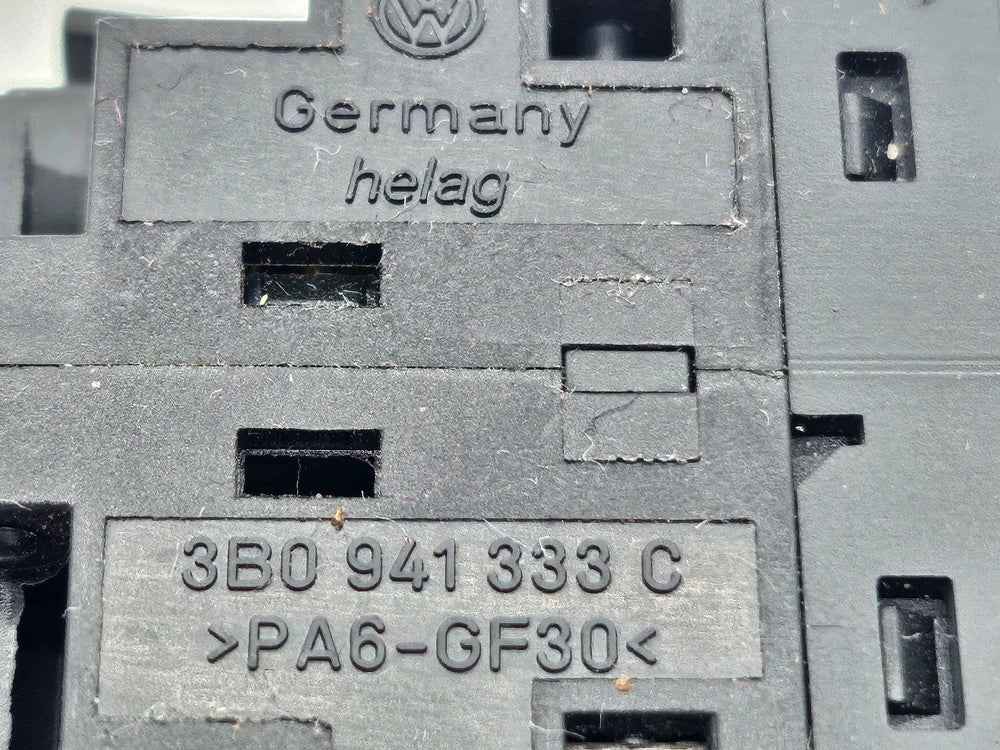 Germany
helag
3B0 941 333 C
>PA6-GF30<